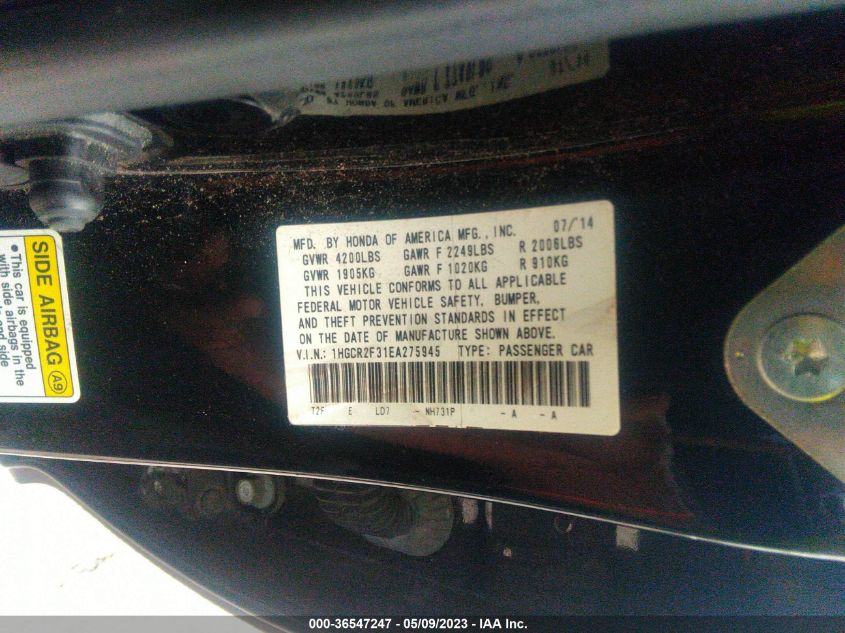 MFD. BY HONDA OF AMERICA MFG., INC. 07/14
GVWR 4200LBS GAWR F 2249LBS R 2006LBS
GVWR 1905KG GAWR F 1020KG R 910KG
THIS VEHICLE CONFORMS TO ALL APPLICABLE
FEDERAL MOTOR VEHICLE SAFETY, BUMPER,
AND THEFT PREVENTION STANDARDS IN EFFECT
ON THE DATE OF MANUFACTURE SHOWN ABOVE.
V.I.N.: 1HGCR2F31EA275945 TYPE: PASSENGER CAR
T2F E LD7 - NH731P - A - A
SIDE AIRBAG A9
•This car is equipped
with side airbags in the
and side
000-36547247 - 05/09/2023 - IAA Inc.